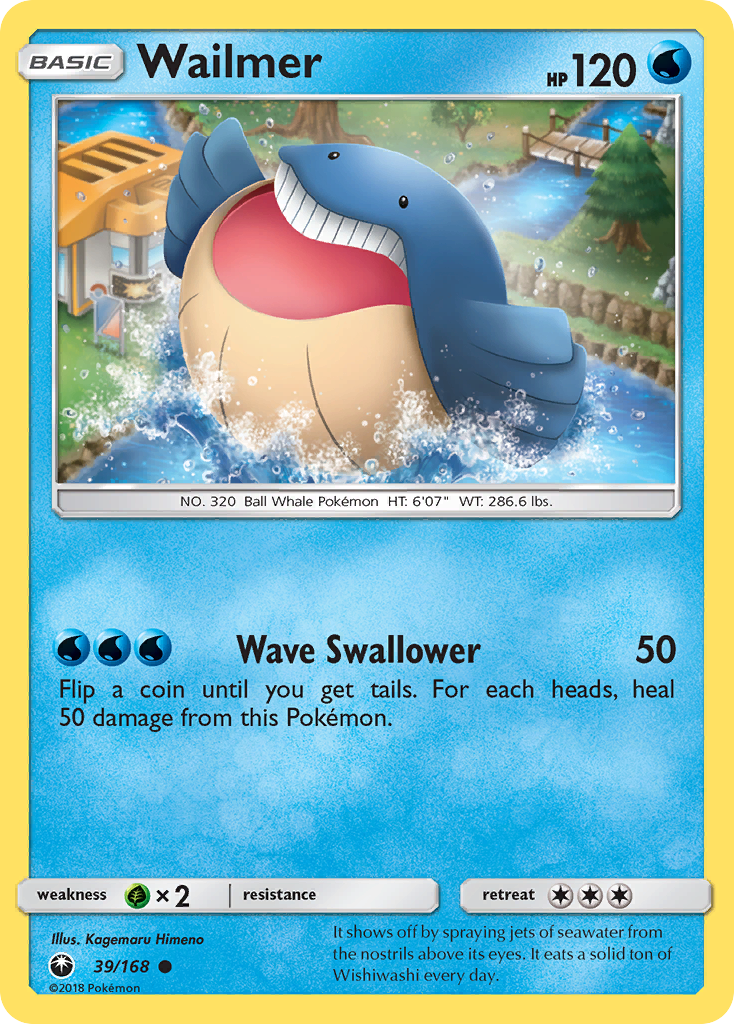 BASIC Wailmer HP 120
NO. 320 Ball Whale Pokémon HT: 6'07" WT: 286.6 lbs.
Wave Swallower 50
Flip a coin until you get tails. For each heads, heal
50 damage from this Pokémon.
weakness ×2 resistance retreat
Illus. Kagemaru Himeno
39/168
©2018 Pokémon
It shows off by spraying jets of seawater from
the nostrils above its eyes. It eats a solid ton of
Wishiwashi every day.